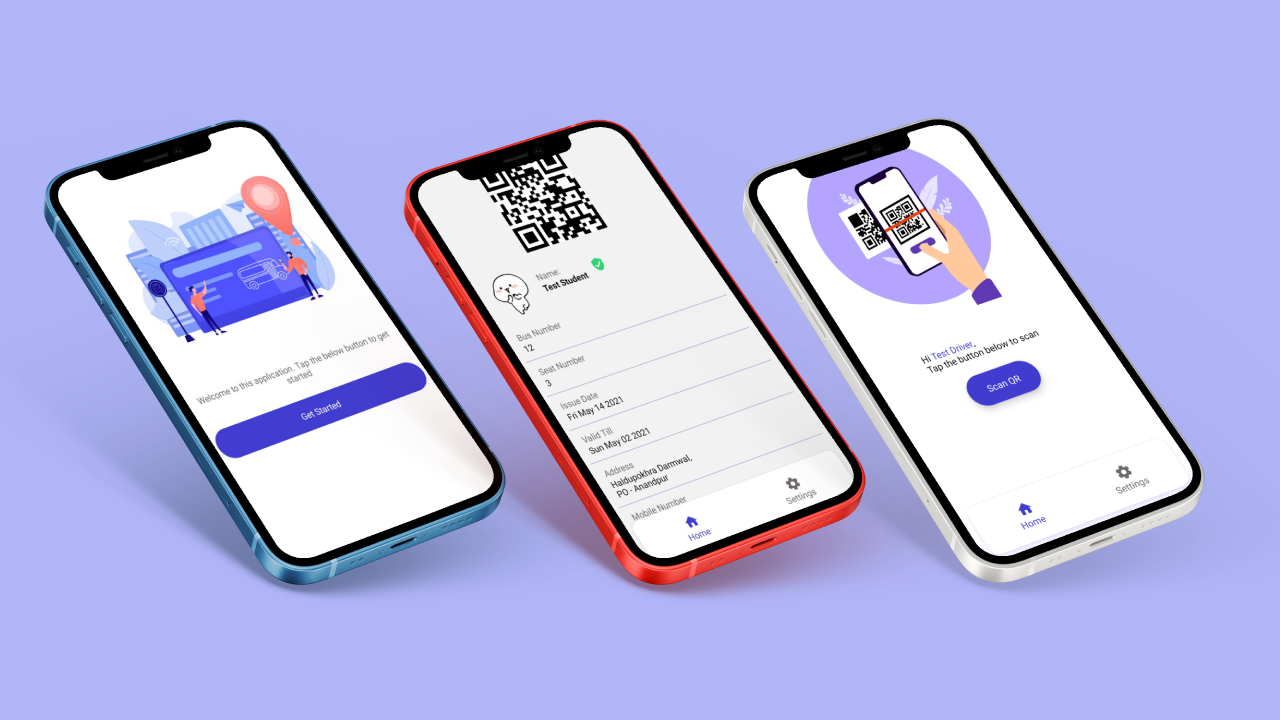 Welcome to this application. Tap the below button to get
started
Get Started
Name:
Test Student
Bus Number
12
Seat Number
3
Issue Date
Fri May 14 2021
Valid Till
Sun May 02 2021
Address
Haldupokhra Darmwal,
PO - Anandpur
Mobile Number
Home
Settings
Hi Test Driver,
Tap the button below to scan
Scan QR
Home
Settings